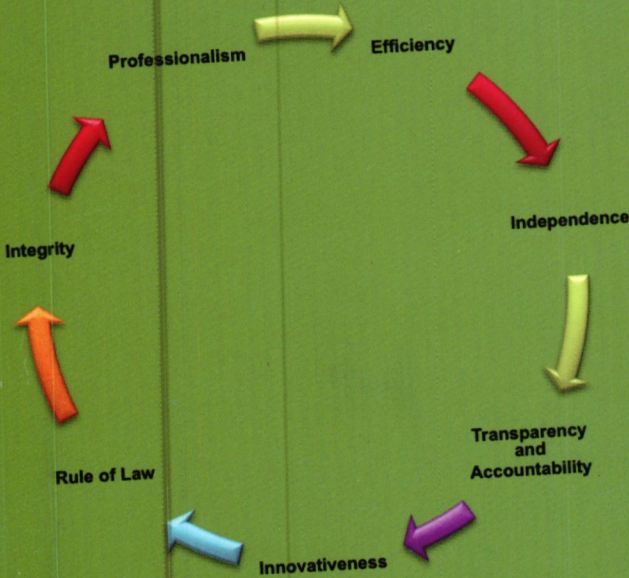 Professionalism
Efficiency
Independence
Transparency
and
Accountability
Innovativeness
Rule of Law
Integrity